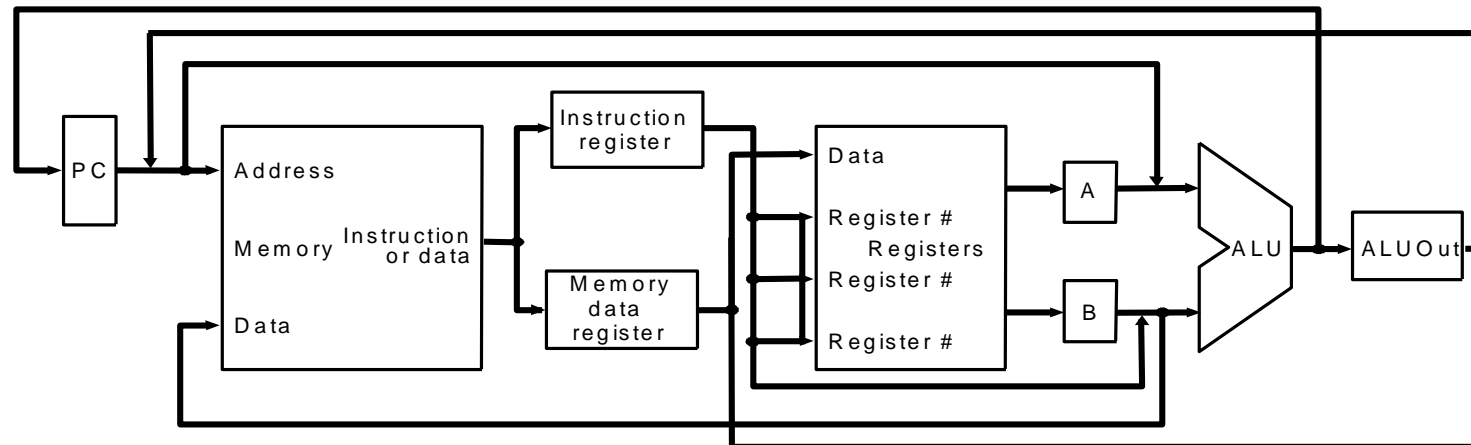 PC
Address
Memory
Instruction
or data
Data
Instruction
register
Memory
data
register
Data
Register #
Registers
Register #
Register #
A
B
ALU
ALUOut